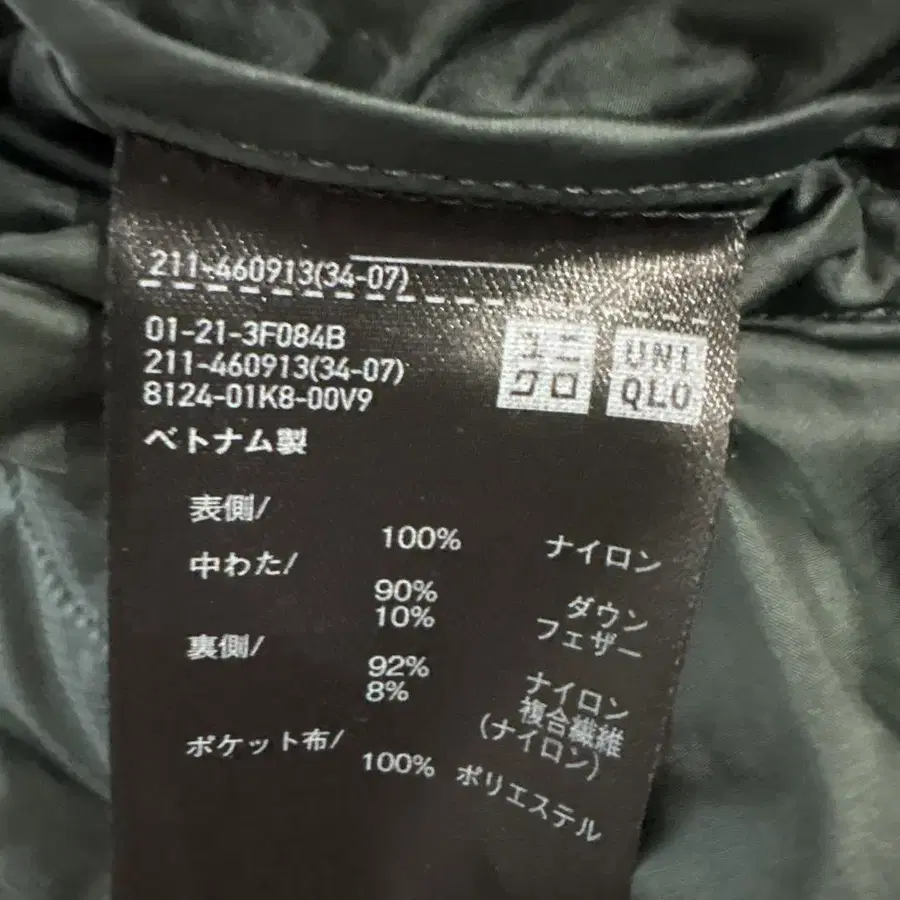 211-460913(34-07)
01-21-3F084B
211-460913(34-07)
8124-01K8-00V9
ユニ
クロ
UNI
QLO
ベトナム製
表側/
100% ナイロン
中わた/
90% ダウン
10% フェザー
裏側/
92% ナイロン
8% 複合繊維
(ナイロン)
ポケット布/
100% ポリエステル